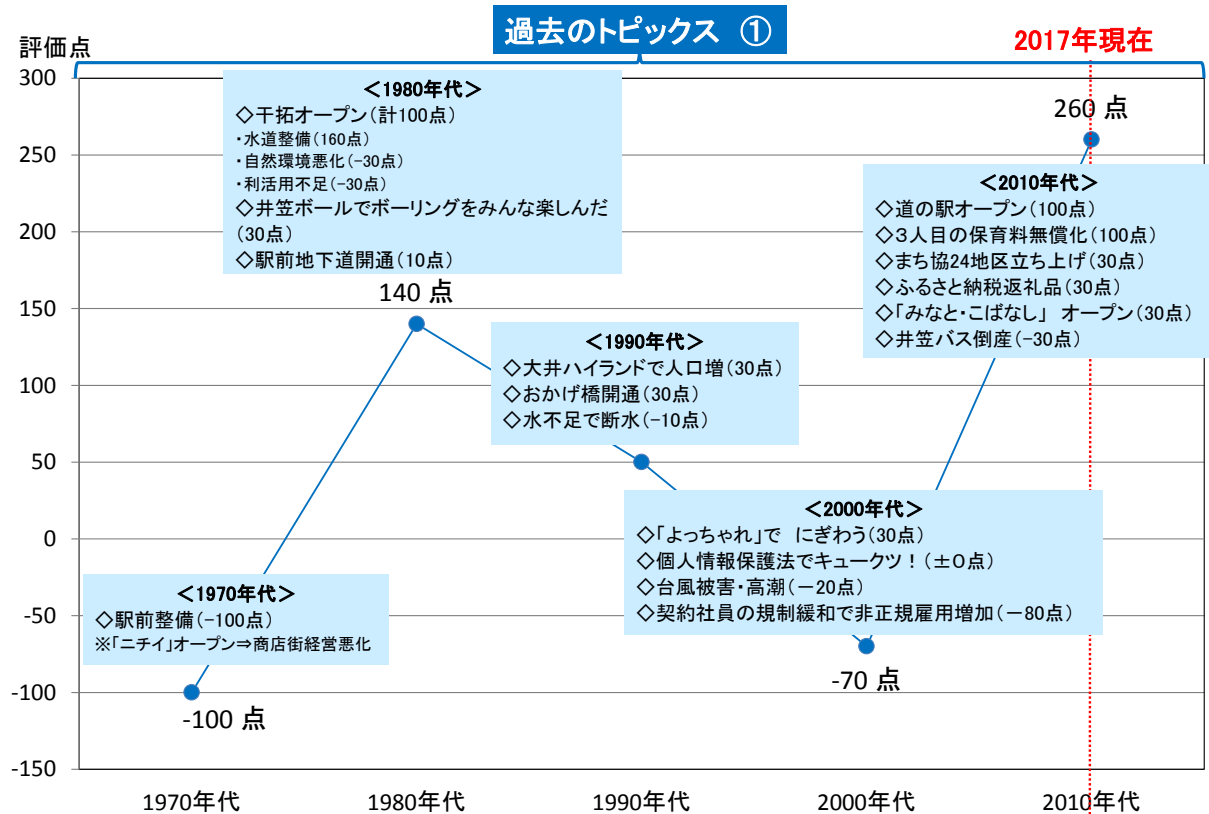 過去のトピックス ①
2017年現在
評価点
300
250
200
150
100
50
0
-50
-100
-150
＜1980年代＞
◇干拓オープン(計100点)
・水道整備(160点)
・自然環境悪化(-30点)
・利活用不足(-30点)
◇井笠ボールでボーリングをみんな楽しんだ
(30点)
◇駅前地下道開通(10点)
140 点
260 点
＜2010年代＞
◇道の駅オープン(100点)
◇３人目の保育料無償化(100点)
◇まち協24地区立ち上げ(30点)
◇ふるさと納税返礼品(30点)
◇「みなと・こばなし」 オープン(30点)
◇井笠バス倒産(-30点)
＜1990年代＞
◇大井ハイランドで人口増(30点)
◇おかげ橋開通(30点)
◇水不足で断水(-10点)
＜2000年代＞
◇「よっちゃれ」で にぎわう(30点)
◇個人情報保護法でキュークツ！(±０点)
◇台風被害・高潮(－20点)
◇契約社員の規制緩和で非正規雇用増加(－80点)
＜1970年代＞
◇駅前整備(-100点)
※「ニチイ」オープン⇒商店街経営悪化
-100 点
-70 点
1970年代
1980年代
1990年代
2000年代
2010年代